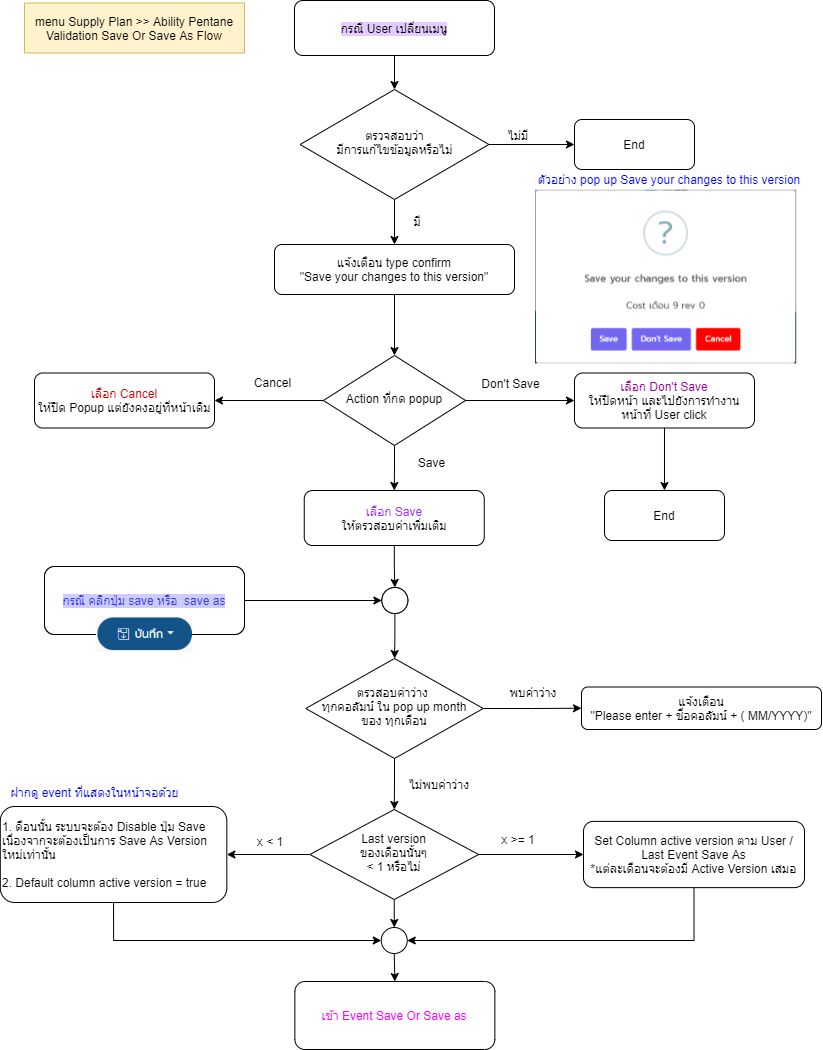 menu Supply Plan >> Ability Pentane
Validation Save Or Save As Flow
กรณี User เปลี่ยนเมนู
ตรวจสอบว่า
มีการแก้ไขข้อมูลหรือไม่
ไม่มี
End
มี
ตัวอย่าง pop up Save your changes to this version
?
Save your changes to this version
Cost เดือน 9 rev 0
Save
Don't Save
Cancel
แจ้งเตือน type confirm
"Save your changes to this version"
Action ที่กด popup
Cancel
Don't Save
Save
เลือก Cancel
ให้ปิด Popup แต่ยังคงอยู่ที่หน้าเดิม
เลือก Don't Save
ให้ปิดหน้า และไปยังการทำงาน
หน้าที่ User click
End
เลือก Save
ให้ตรวสอบค่าเพิ่มเติม
กรณี คลิกปุ่ม save หรือ save as
บันทึก
ตรวสอบค่าว่าง
ทุกคอลัมน์ ใน pop up month
ของ ทุกเดือน
พบค่าว่าง
แจ้งเตือน
"Please enter + ชื่อคอลัมน์ + ( MM/YYYY)"
ไม่พบค่าว่าง
ฝากดู event ที่แสดงในหน้าจอด้วย
1. ดือนนั้น ระบบจะต้อง Disable ปุ่ม Save
เนื่องจากจะต้องเป็นการ Save As Version
ใหม่เท่านั้น
2. Default column active version = true
x < 1
Last version
ของเดือนนั้นๆ
< 1 หรือไม่
x >= 1
Set Column active version ตาม User /
Last Event Save As
*แต่ละเดือนจะต้องมี Active Version เสมอ
เข้า Event Save Or Save as